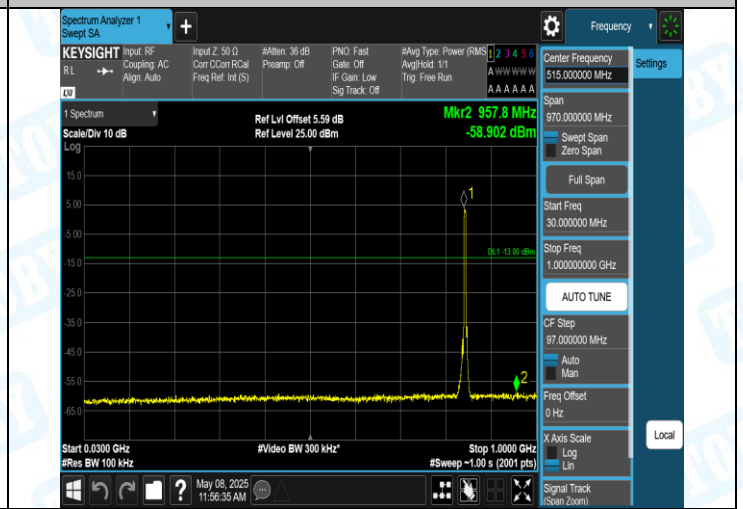 Spectrum Analyzer 1
Swept SA
Frequency
KEYSIGHT
RL
LXI
Input: RF
Coupling: AC
Align: Auto
Input Z: 50 Ω
Corr CCorr RCal
Freq Ref: Int (S)
#Atten: 36 dB
Preamp: Off
PNO: Fast
Gate: Off
IF Gain: Low
Sig Track: Off
#Avg Type: Power (RMS
Avg|Hold: 1/1
Trig: Free Run
1 2 3 4 5 6
A W W W W W
A A A A A A
1 Spectrum
Scale/Div 10 dB
Log
Ref Lvl Offset 5.59 dB
Ref Level 25.00 dBm
Mkr2 957.8 MHz
-58.902 dBm
15.0
5.00
-5.00
-15.0
-25.0
-35.0
-45.0
-55.0
-65.0
1
DL1 -13.00 dBm
2
Start 0.0300 GHz
#Res BW 100 kHz
#Video BW 300 kHz*
Stop 1.0000 GHz
#Sweep ~1.00 s (2001 pts)
May 08, 2025
11:56:35 AM
Center Frequency
515.000000 MHz
Settings
Span
970.000000 MHz
Swept Span
Zero Span
Full Span
Start Freq
30.000000 MHz
Stop Freq
1.000000000 GHz
AUTO TUNE
CF Step
97.000000 MHz
Auto
Man
Freq Offset
0 Hz
X Axis Scale
Log
Lin
Local
Signal Track
(Span Zoom)